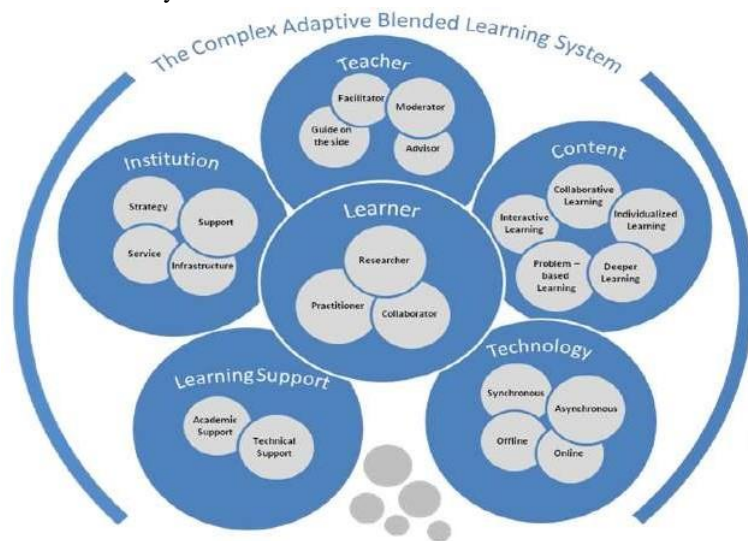 The Complex Adaptive Blended Learning System
Teacher
Facilitator
Moderator
Guide on
the side
Advisor
Institution
Strategy
Support
Service
Infrastructure
Content
Collaborative
Learning
Interactive
Learning
Individualized
Learning
Problem –
based
Learning
Deeper
Learning
Learner
Researcher
Practitioner
Collaborator
Learning Support
Academic
Support
Technical
Support
Technology
Synchronous
Asynchronous
Offline
Online